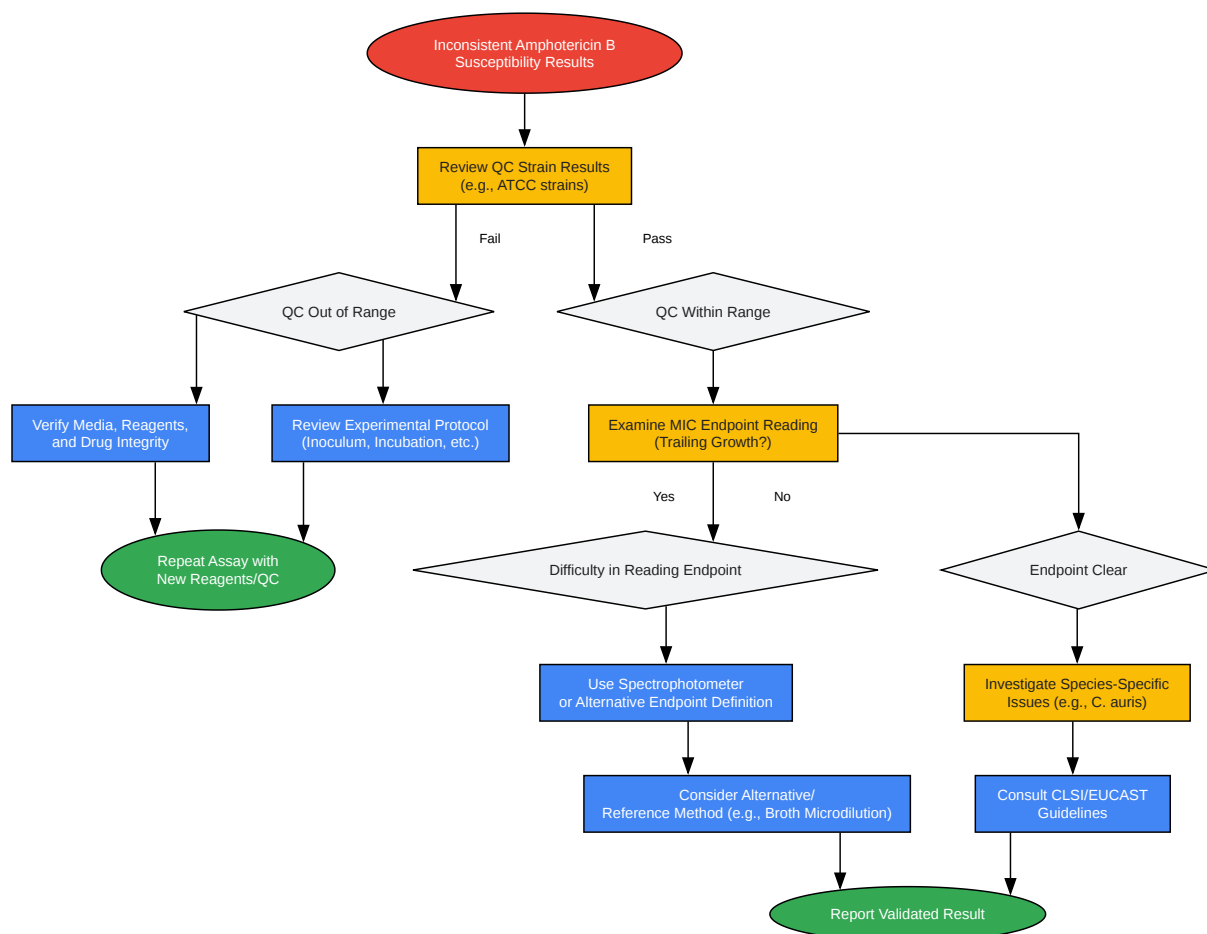 Inconsistent Amphotericin B
Susceptibility Results
Review QC Strain Results
(e.g., ATCC strains)
Fail
Pass
QC Out of Range
QC Within Range
Verify Media, Reagents,
and Drug Integrity
Review Experimental Protocol
(Inoculum, Incubation, etc.)
Examine MIC Endpoint Reading
(Trailing Growth?)
Yes
No
Repeat Assay with
New Reagents/QC
Difficulty in Reading Endpoint
Endpoint Clear
Use Spectrophotometer
or Alternative Endpoint Definition
Investigate Species-Specific
Issues (e.g., C. auris)
Consider Alternative/
Reference Method (e.g., Broth Microdilution)
Consult CLSI/EUCAST
Guidelines
Report Validated Result